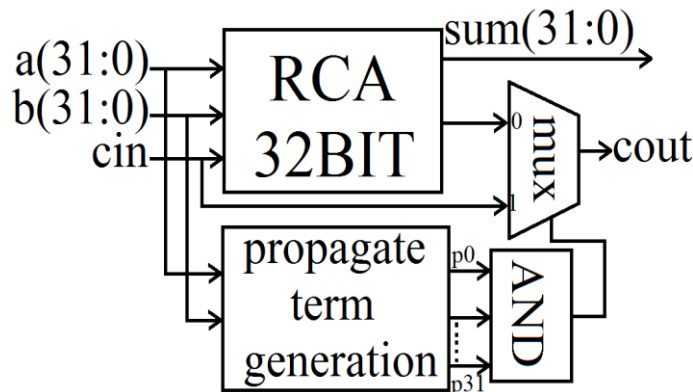 sum(31:0)
a(31:0)
b(31:0)
cin
RCA
32BIT
0
1
mux
cout
propagate
term
generation
p0
p31
AND